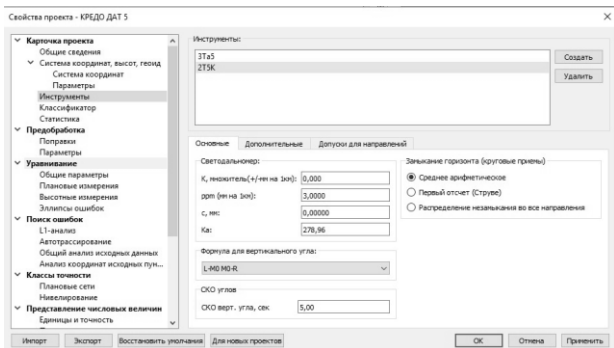 Свойства проекта - КРЕДО ДАТ 5
Карточка проекта
Общие сведения
Система координат, высот, геоид
Система координат
Параметры
Инструменты
Классификатор
Статистика
Предобработка
Поправки
Параметры
Уравнивание
Общие параметры
Плановые измерения
Высотные измерения
Эллипсы ошибок
Поиск ошибок
L1-анализ
Автотрассирование
Общий анализ исходных данных
Анализ координат исходных пун...
Классы точности
Плановые сети
Нивелирование
Представление числовых величин
Единицы и точность
Инструменты:
3Та5
2Т5К
Создать
Удалить
Основные Дополнительные Допуски для направлений
Светодальномер:
К, множитель(+/-мм на 1км): 0,000
ppm (мм на 1км): 3,0000
с, мм: 0,00000
Ка: 278,96
Формула для вертикального угла:
L-M0 M0-R
СКО углов
СКО верт. угла, сек 5,00
Замыкание горизонта (круговые приемы)
Среднее арифметическое
Первый отсчет (Струве)
Распределение незамыкания во все направления
Импорт Экспорт Восстановить умолчания Для новых проектов OK Отмена Применить